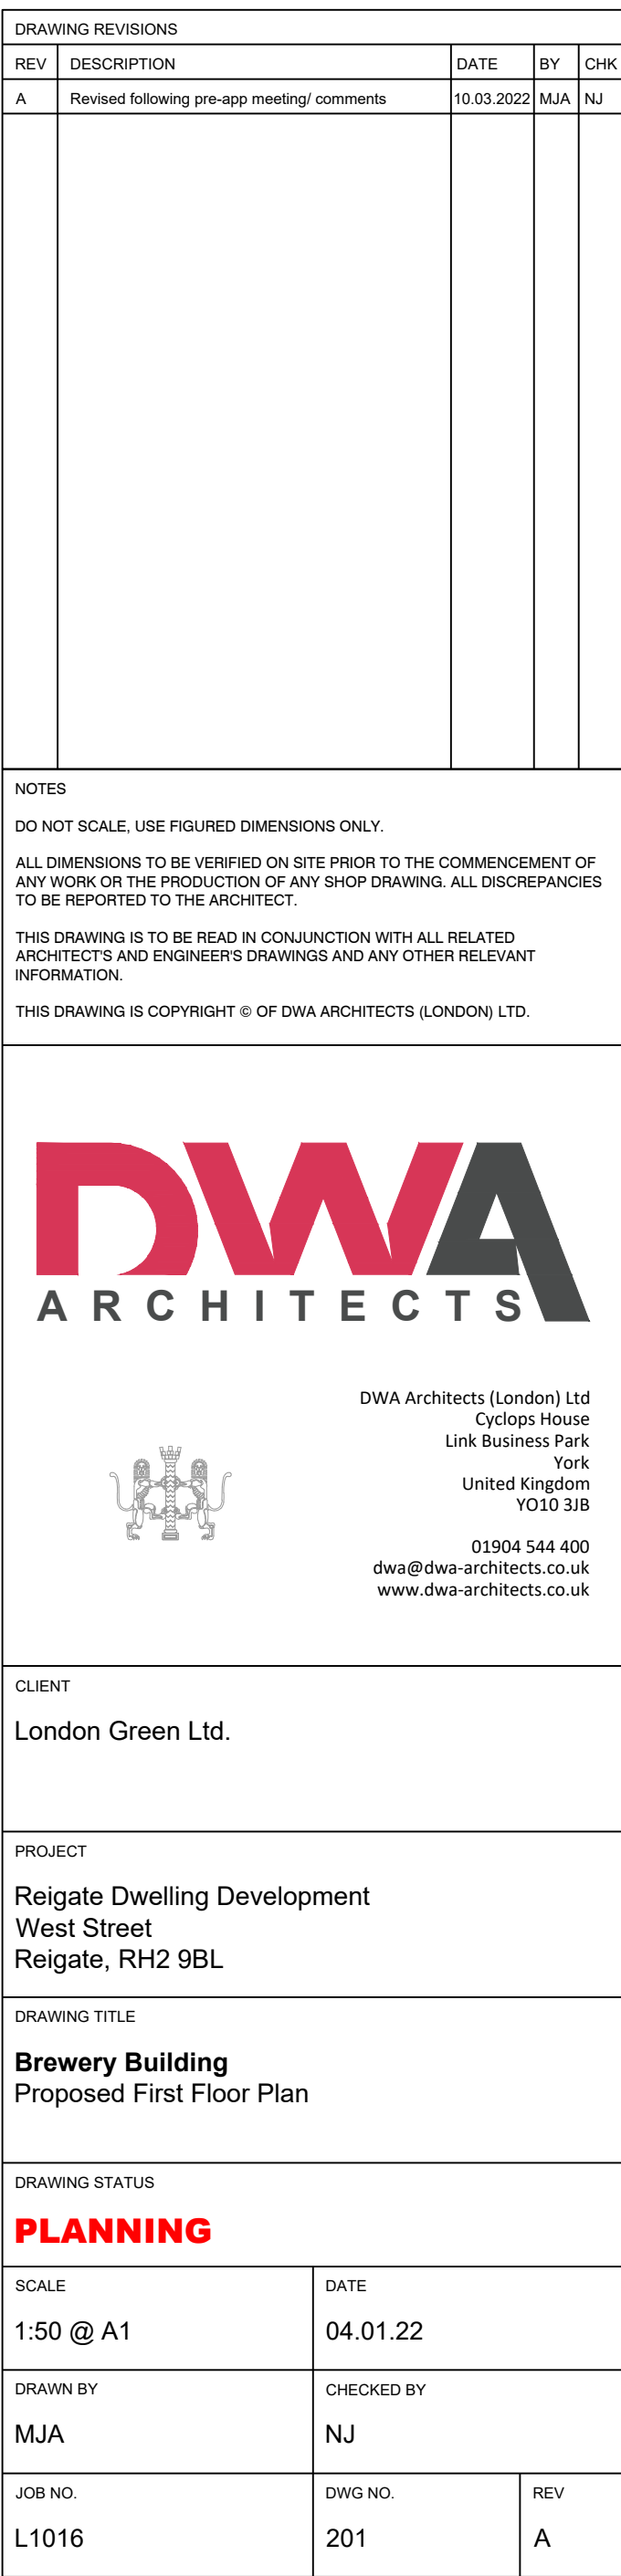 DRAWING REVISIONS
REV DESCRIPTION DATE BY CHK
A Revised following pre-app meeting/ comments 10.03.2022 MJA NJ
NOTES
DO NOT SCALE, USE FIGURED DIMENSIONS ONLY.
ALL DIMENSIONS TO BE VERIFIED ON SITE PRIOR TO THE COMMENCEMENT OF
ANY WORK OR THE PRODUCTION OF ANY SHOP DRAWING. ALL DISCREPANCIES
TO BE REPORTED TO THE ARCHITECT.
THIS DRAWING IS TO BE READ IN CONJUNCTION WITH ALL RELATED
ARCHITECT'S AND ENGINEER'S DRAWINGS AND ANY OTHER RELEVANT
INFORMATION.
THIS DRAWING IS COPYRIGHT © OF DWA ARCHITECTS (LONDON) LTD.
DWA
ARCHITECTS
DWA Architects (London) Ltd
Cyclops House
Link Business Park
York
United Kingdom
YO10 3JB
01904 544 400
dwa@dwa-architects.co.uk
www.dwa-architects.co.uk
CLIENT
London Green Ltd.
PROJECT
Reigate Dwelling Development
West Street
Reigate, RH2 9BL
DRAWING TITLE
Brewery Building
Proposed First Floor Plan
DRAWING STATUS
PLANNING
SCALE DATE
1:50 @ A1 04.01.22
DRAWN BY CHECKED BY
MJA NJ
JOB NO. DWG NO. REV
L1016 201 A